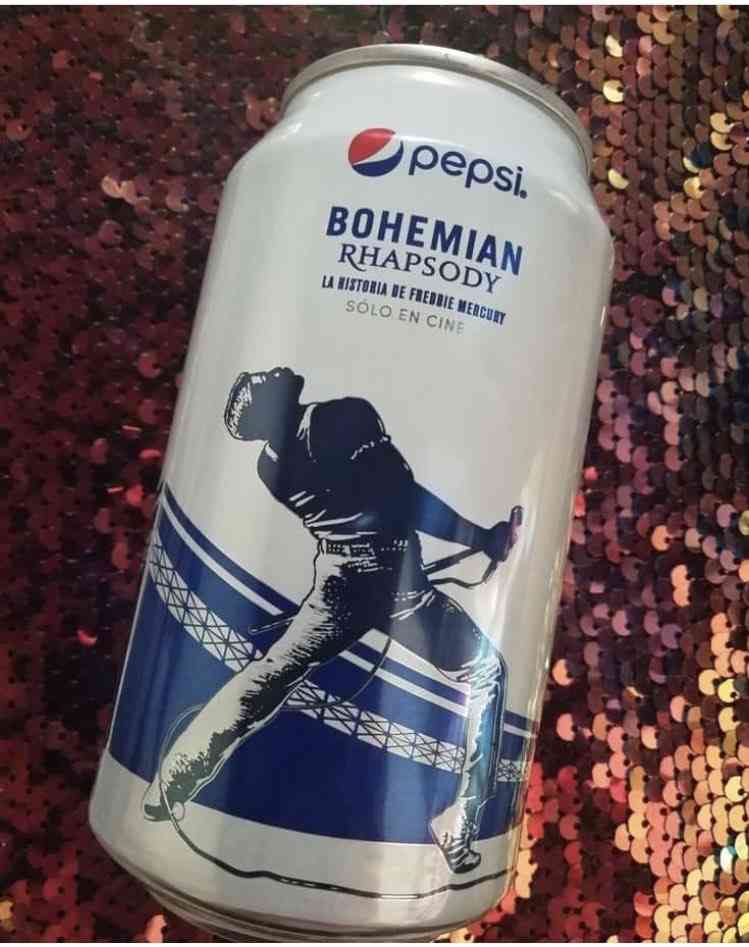 pepsi.
BOHEMIAN
RHAPSODY
LA HISTORIA DE FREDDIE MERCURY
SÓLO EN CINE